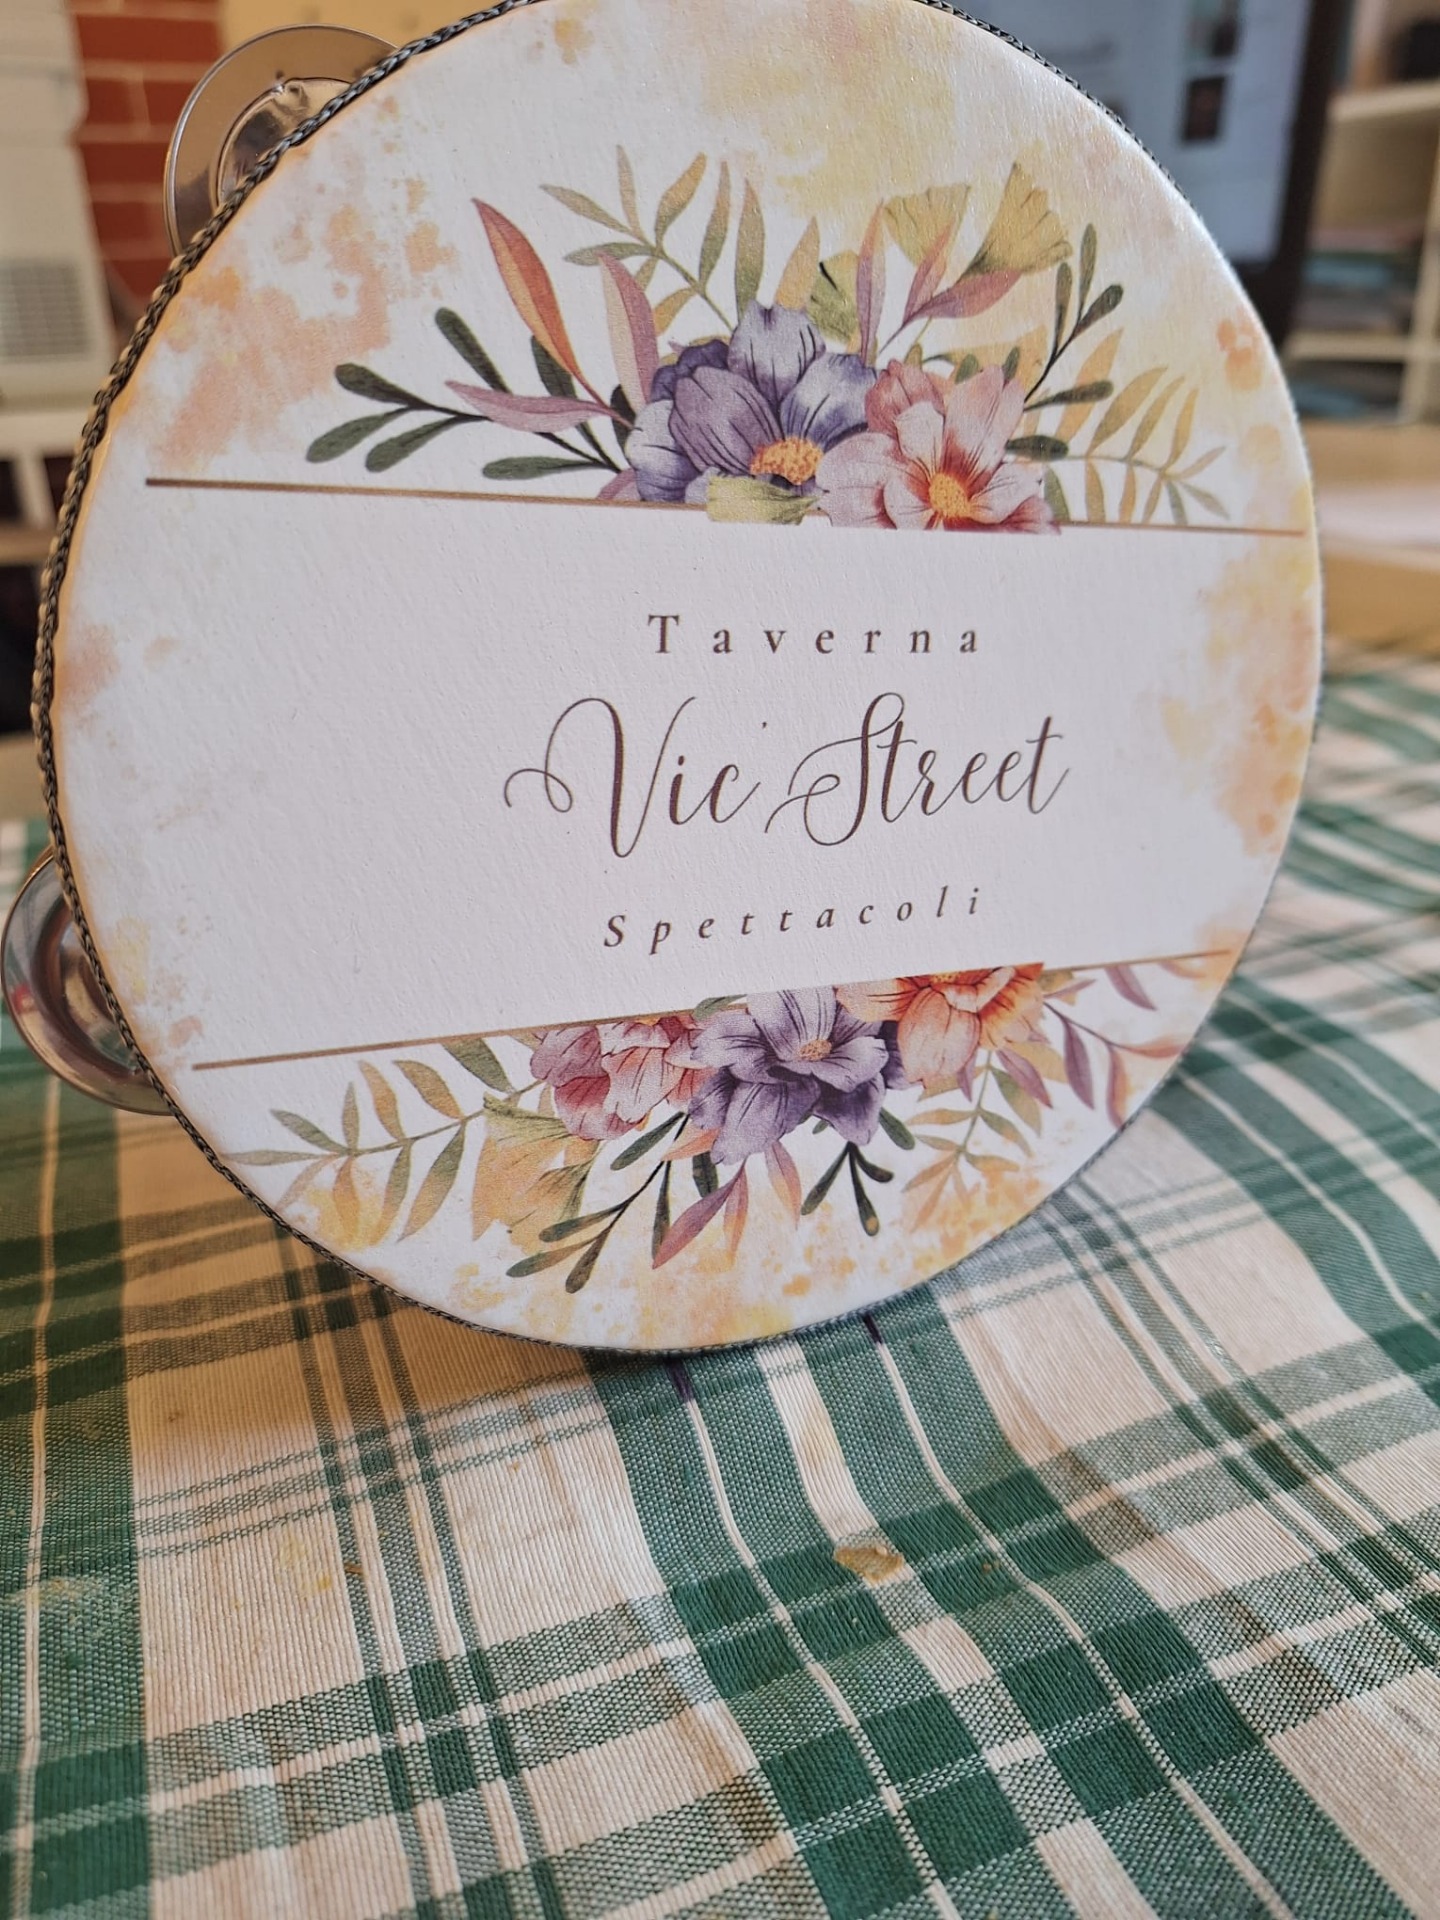 Taverna
Vic' Street
Spettacoli